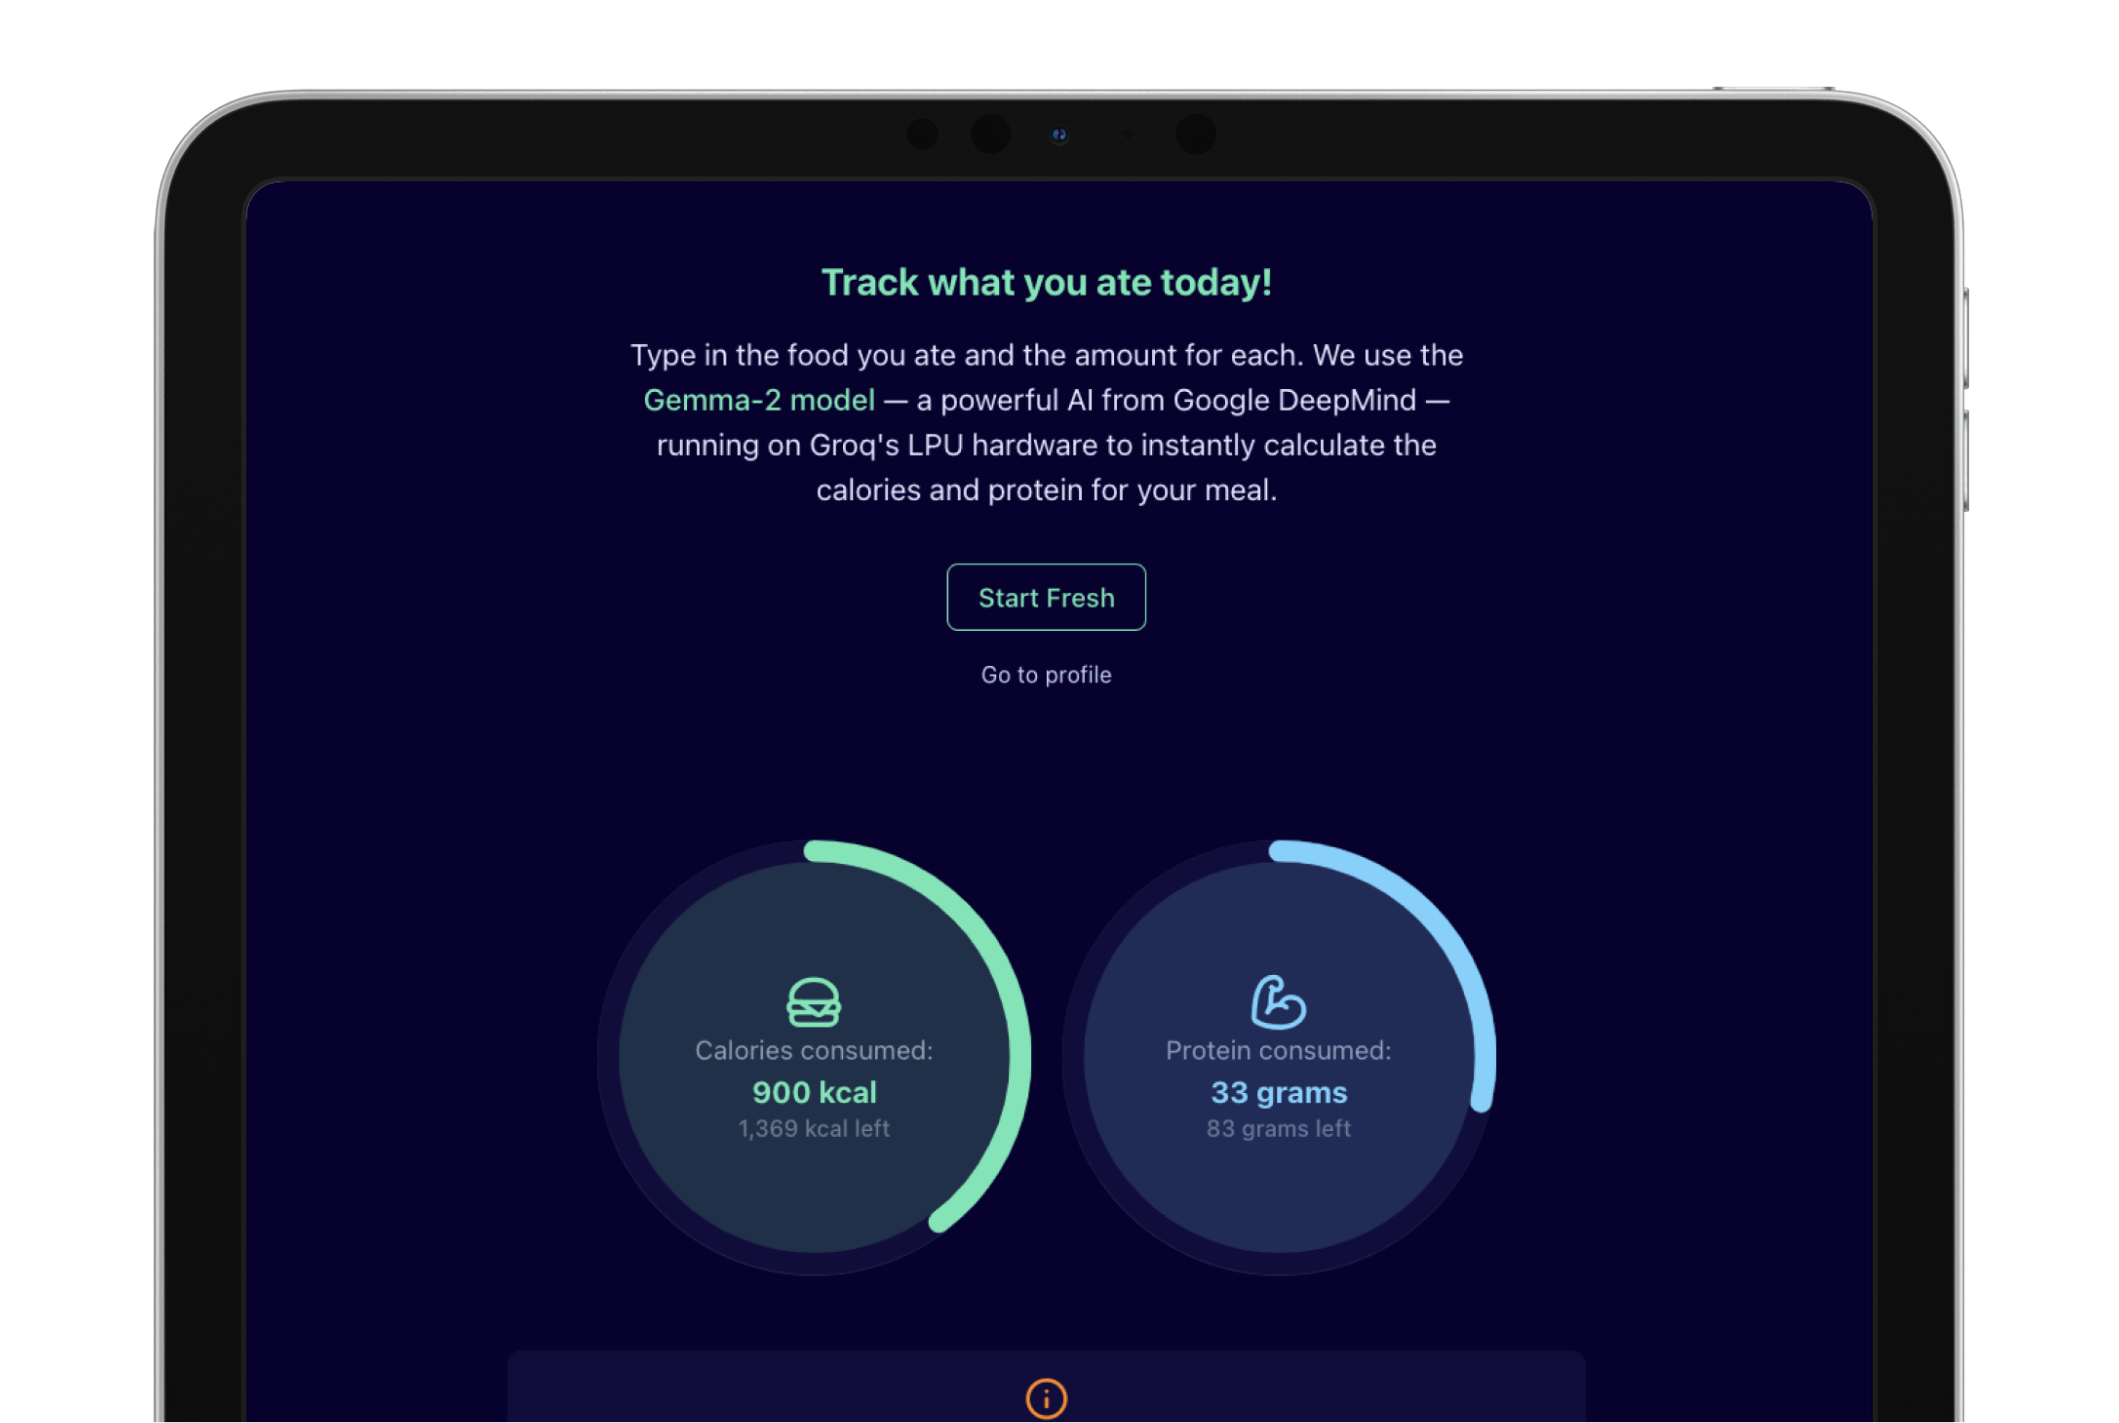 Track what you ate today!
Type in the food you ate and the amount for each. We use the
Gemma-2 model — a powerful AI from Google DeepMind —
running on Groq's LPU hardware to instantly calculate the
calories and protein for your meal.
Start Fresh
Go to profile
Calories consumed:
900 kcal
1,369 kcal left
Protein consumed:
33 grams
83 grams left